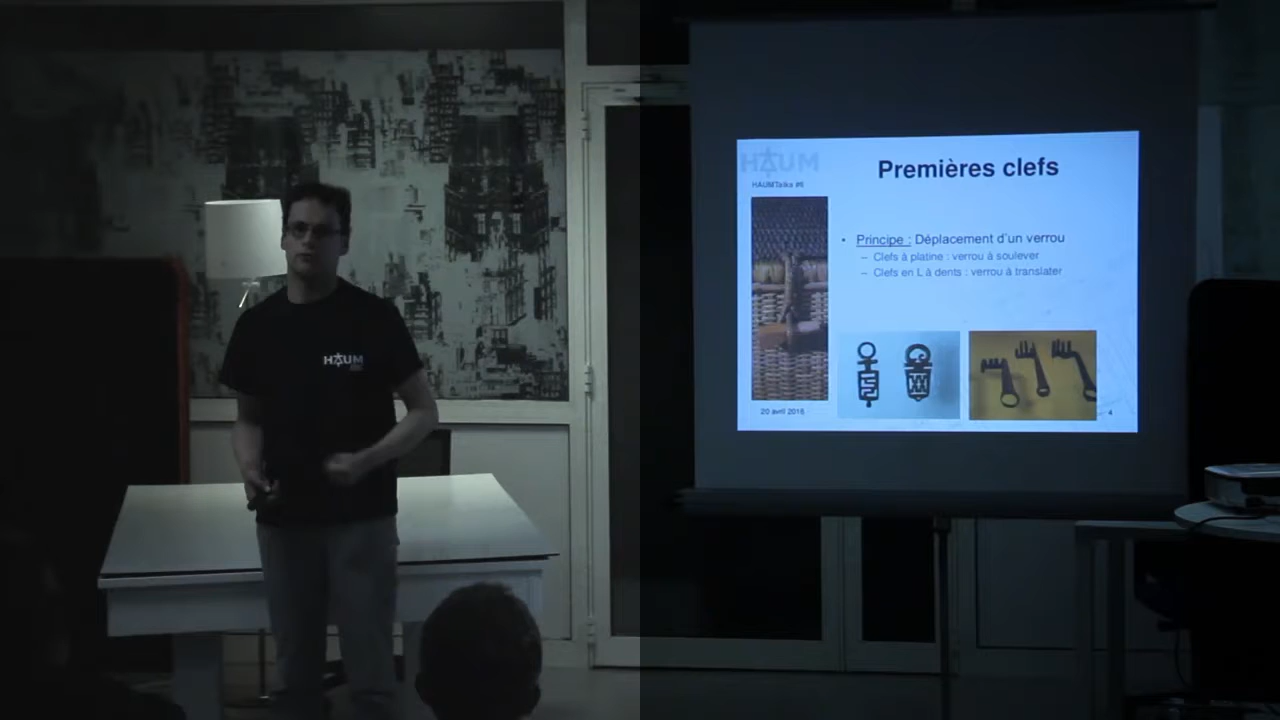 HAUM
HAUM
HAUMTalks #6
Premières clefs
• Principe : Déplacement d'un verrou
– Clefs à platine : verrou à soulever
– Clefs en L à dents : verrou à translater
20 avril 2016
4